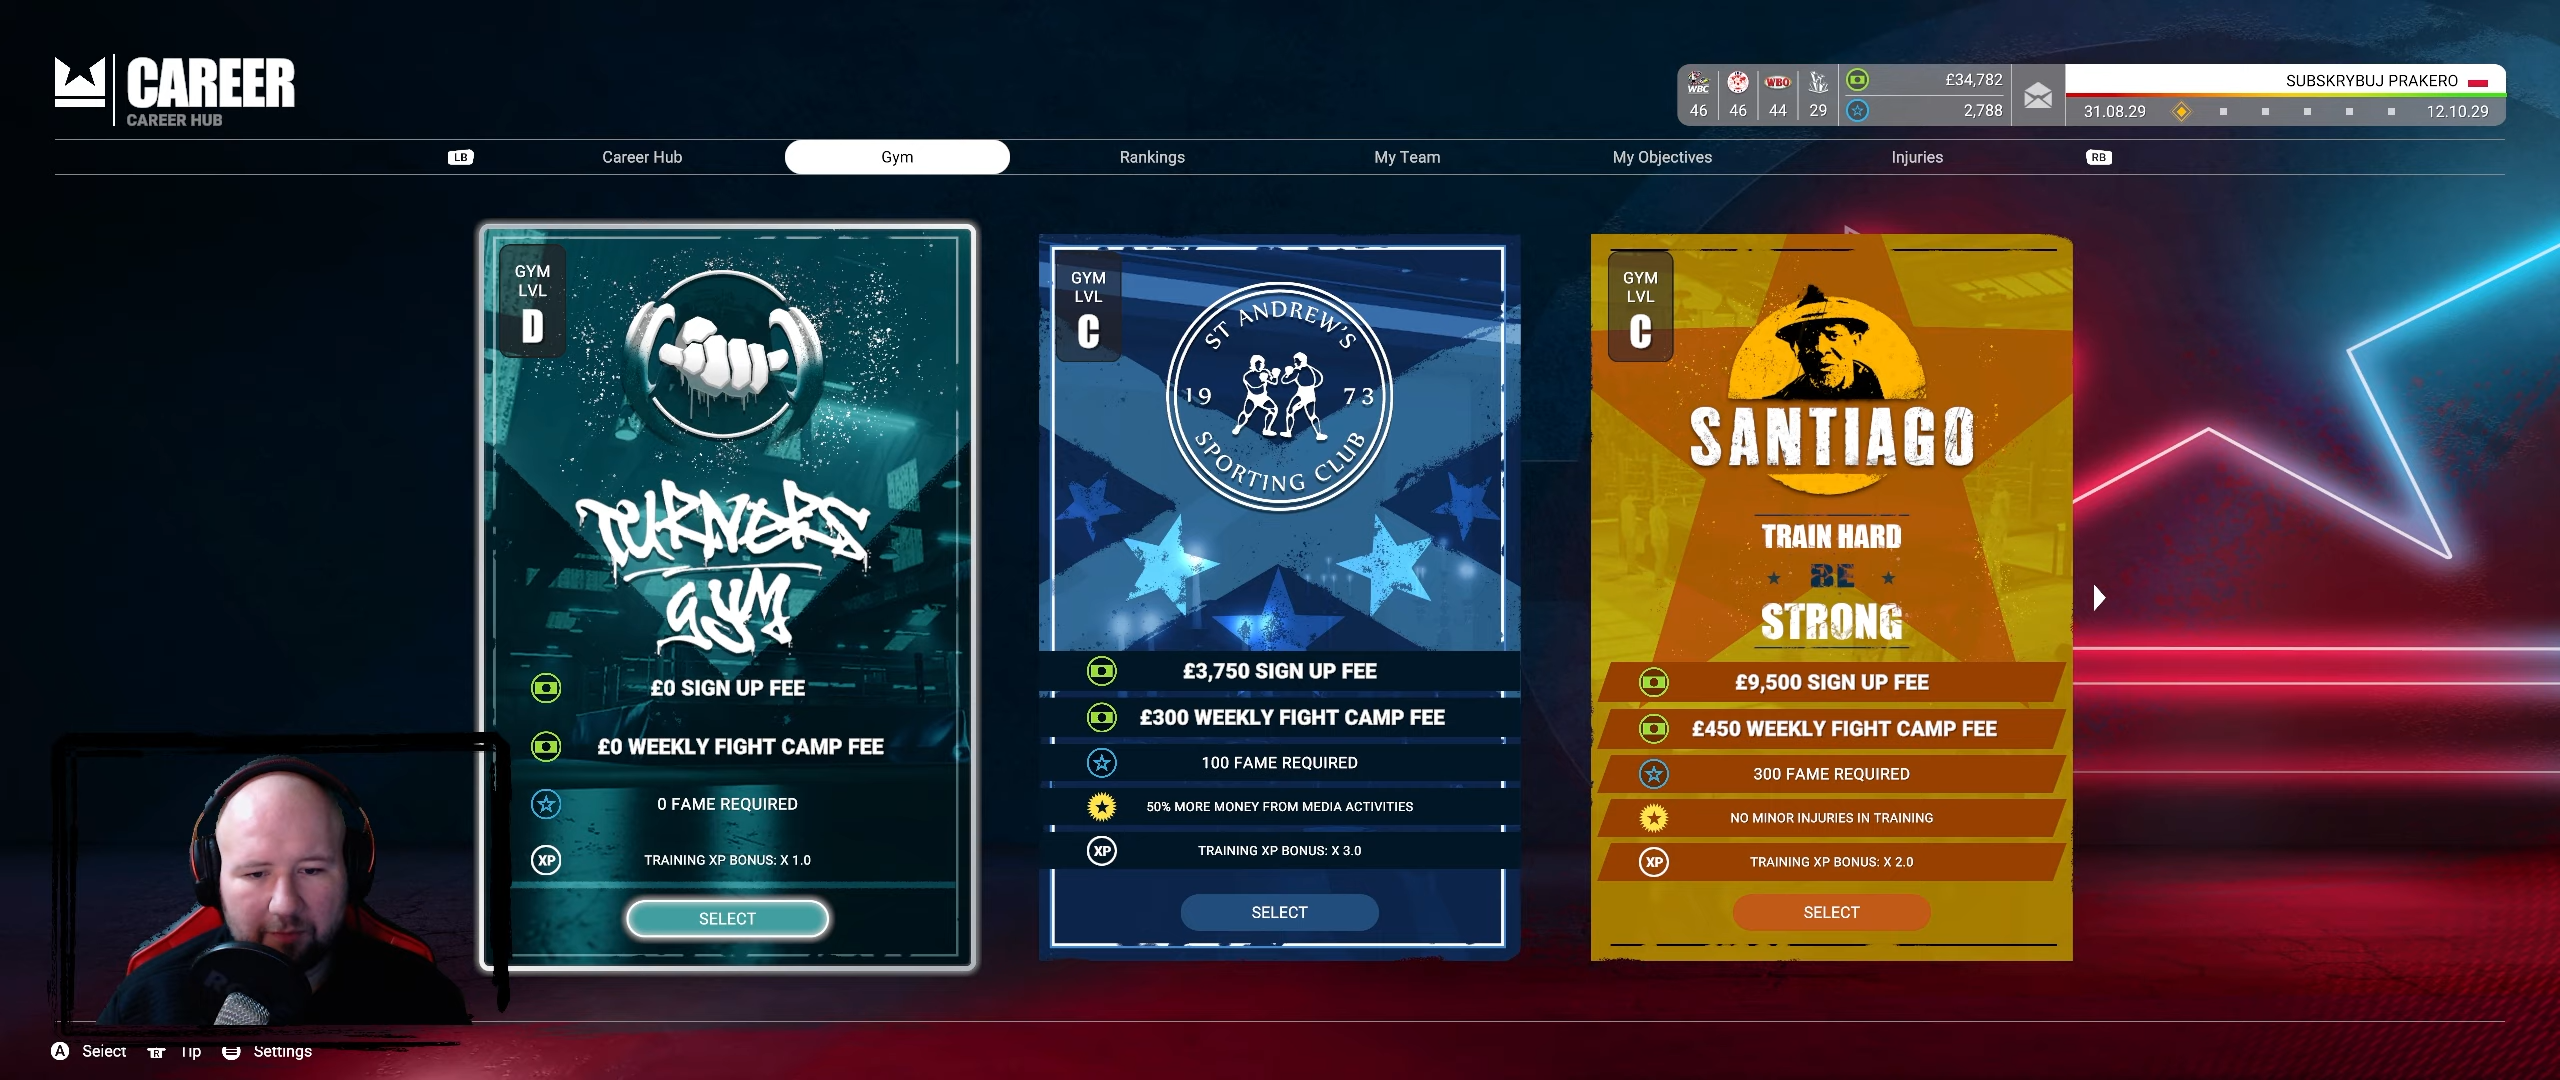 CAREER
CAREER HUB
WBC
WBO
46
46
44
29
£34,782
2,788
SUBSKRYBUJ PRAKERO
31.08.29
12.10.29
LB
Career Hub
Gym
Rankings
My Team
My Objectives
Injuries
RB
GYM
LVL
D
TURNERS
GYM
£0 SIGN UP FEE
£0 WEEKLY FIGHT CAMP FEE
0 FAME REQUIRED
XP
TRAINING XP BONUS: X 1.0
SELECT
GYM
LVL
C
ST ANDREW'S
19
73
SPORTING CLUB
£3,750 SIGN UP FEE
£300 WEEKLY FIGHT CAMP FEE
100 FAME REQUIRED
50% MORE MONEY FROM MEDIA ACTIVITIES
XP
TRAINING XP BONUS: X 3.0
SELECT
GYM
LVL
C
SANTIAGO
TRAIN HARD
BE
STRONG
£9,500 SIGN UP FEE
£450 WEEKLY FIGHT CAMP FEE
300 FAME REQUIRED
NO MINOR INJURIES IN TRAINING
XP
TRAINING XP BONUS: X 2.0
SELECT
A Select
R Tip
Settings